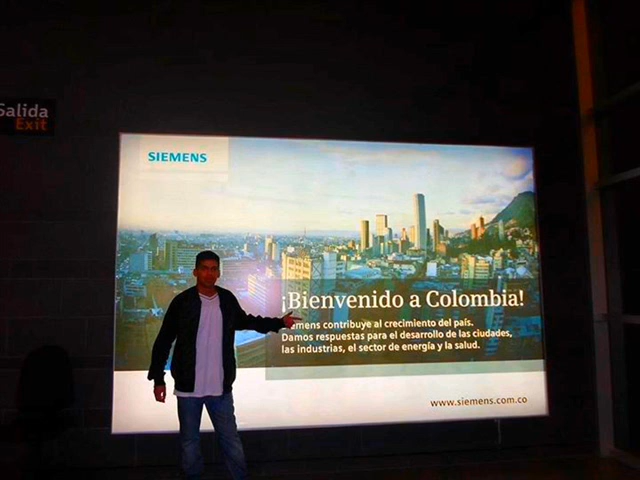 Salida
Exit
SIEMENS
¡Bienvenido a Colombia!
Siemens contribuye al crecimiento del país.
Damos respuestas para el desarrollo de las ciudades,
las industrias, el sector de energía y la salud.
www.siemens.com.co